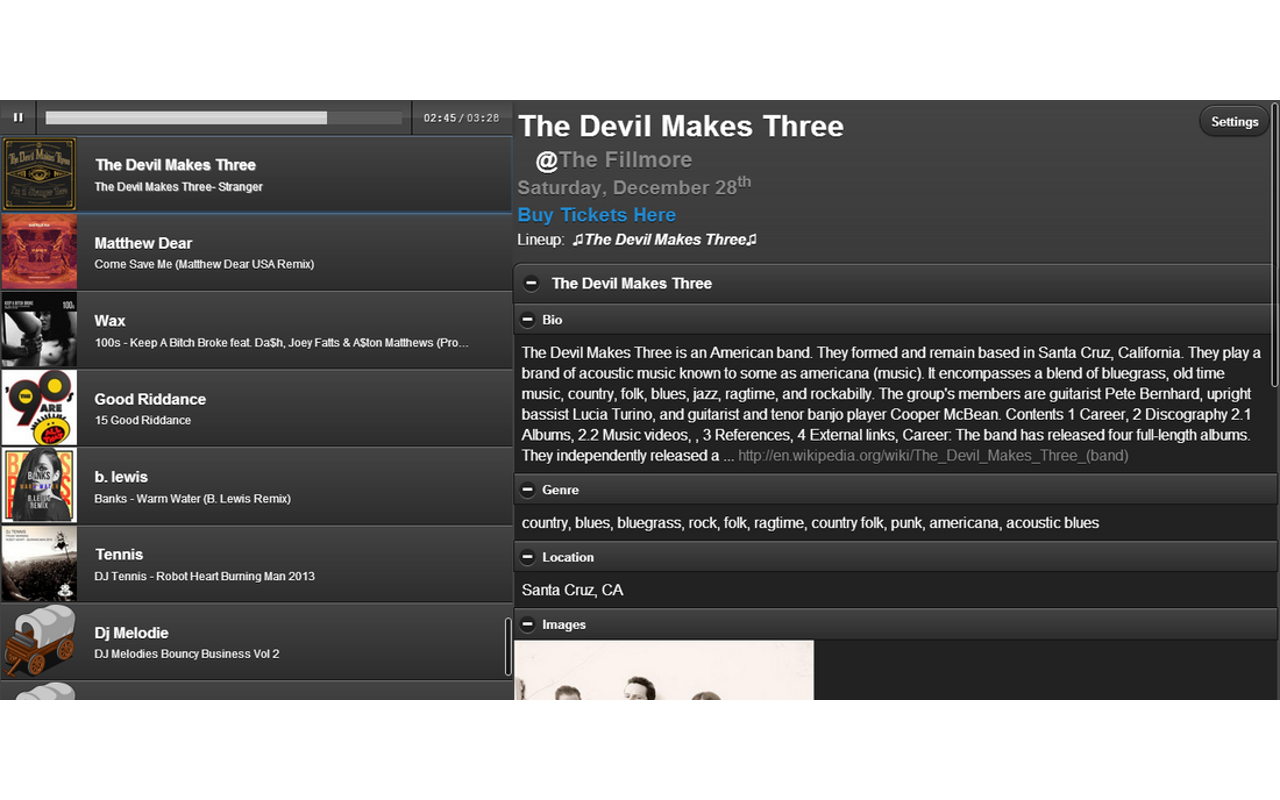 02:45 / 03:28
The Devil Makes Three
The Devil Makes Three- Stranger
Matthew Dear
Come Save Me (Matthew Dear USA Remix)
Wax
100s - Keep A Bitch Broke feat. Da$h, Joey Fatts & A$ton Matthews (Pro...
Good Riddance
15 Good Riddance
b. lewis
Banks - Warm Water (B. Lewis Remix)
Tennis
DJ Tennis - Robot Heart Burning Man 2013
Dj Melodie
DJ Melodies Bouncy Business Vol 2
The Devil Makes Three
Settings
@The Fillmore
Saturday, December 28th
Buy Tickets Here
Lineup: ♫The Devil Makes Three♫
The Devil Makes Three
Bio
The Devil Makes Three is an American band. They formed and remain based in Santa Cruz, California. They play a
brand of acoustic music known to some as americana (music). It encompasses a blend of bluegrass, old time
music, country, folk, blues, jazz, ragtime, and rockabilly. The group's members are guitarist Pete Bernhard, upright
bassist Lucia Turino, and guitarist and tenor banjo player Cooper McBean. Contents 1 Career, 2 Discography 2.1
Albums, 2.2 Music videos, , 3 References, 4 External links, Career: The band has released four full-length albums.
They independently released a ... http://en.wikipedia.org/wiki/The_Devil_Makes_Three_(band)
Genre
country, blues, bluegrass, rock, folk, ragtime, country folk, punk, americana, acoustic blues
Location
Santa Cruz, CA
Images